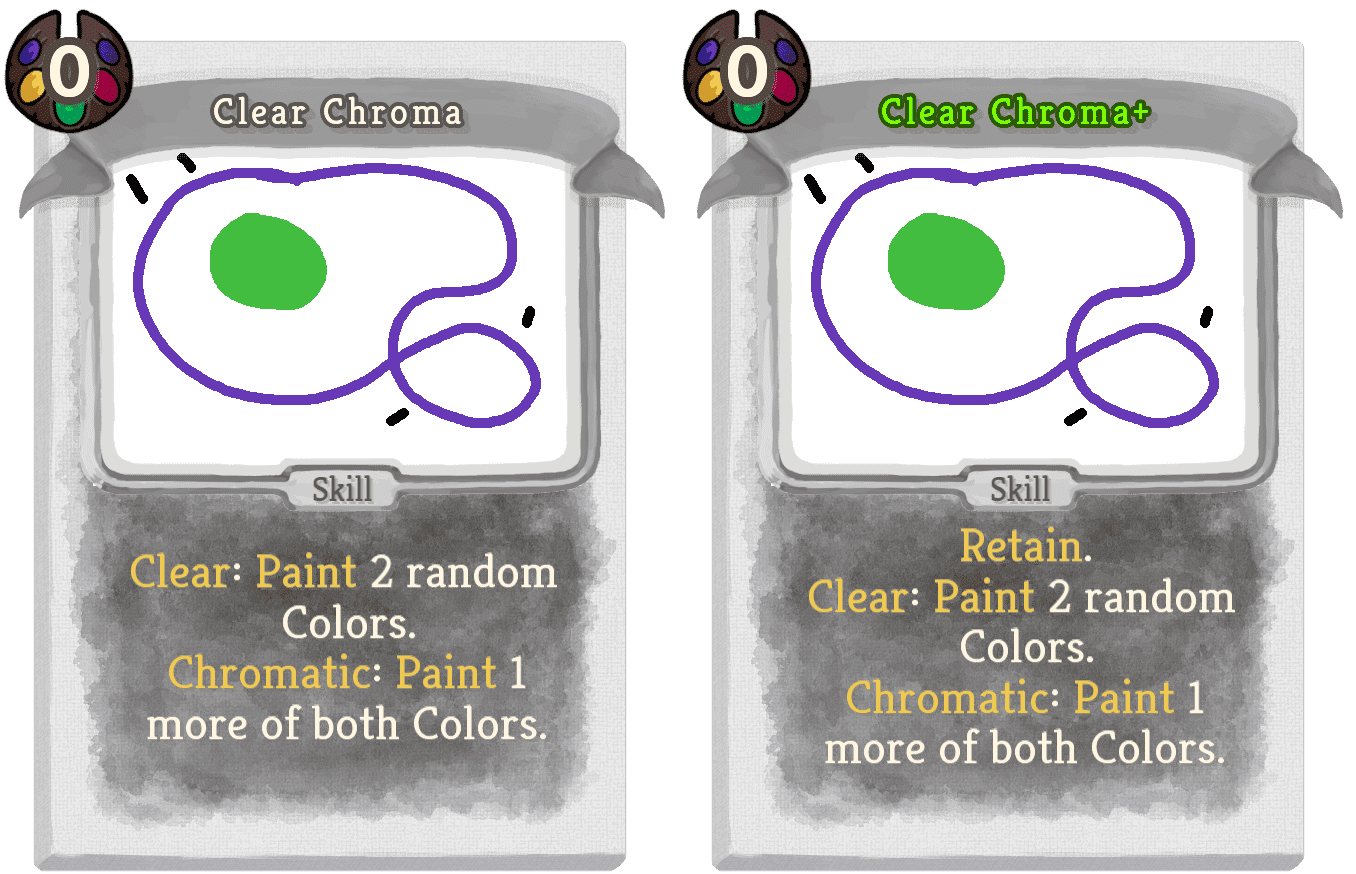 0
Clear Chroma
Skill
Clear: Paint 2 random
Colors.
Chromatic: Paint 1
more of both Colors.
0
Clear Chroma+
Skill
Retain.
Clear: Paint 2 random
Colors.
Chromatic: Paint 1
more of both Colors.